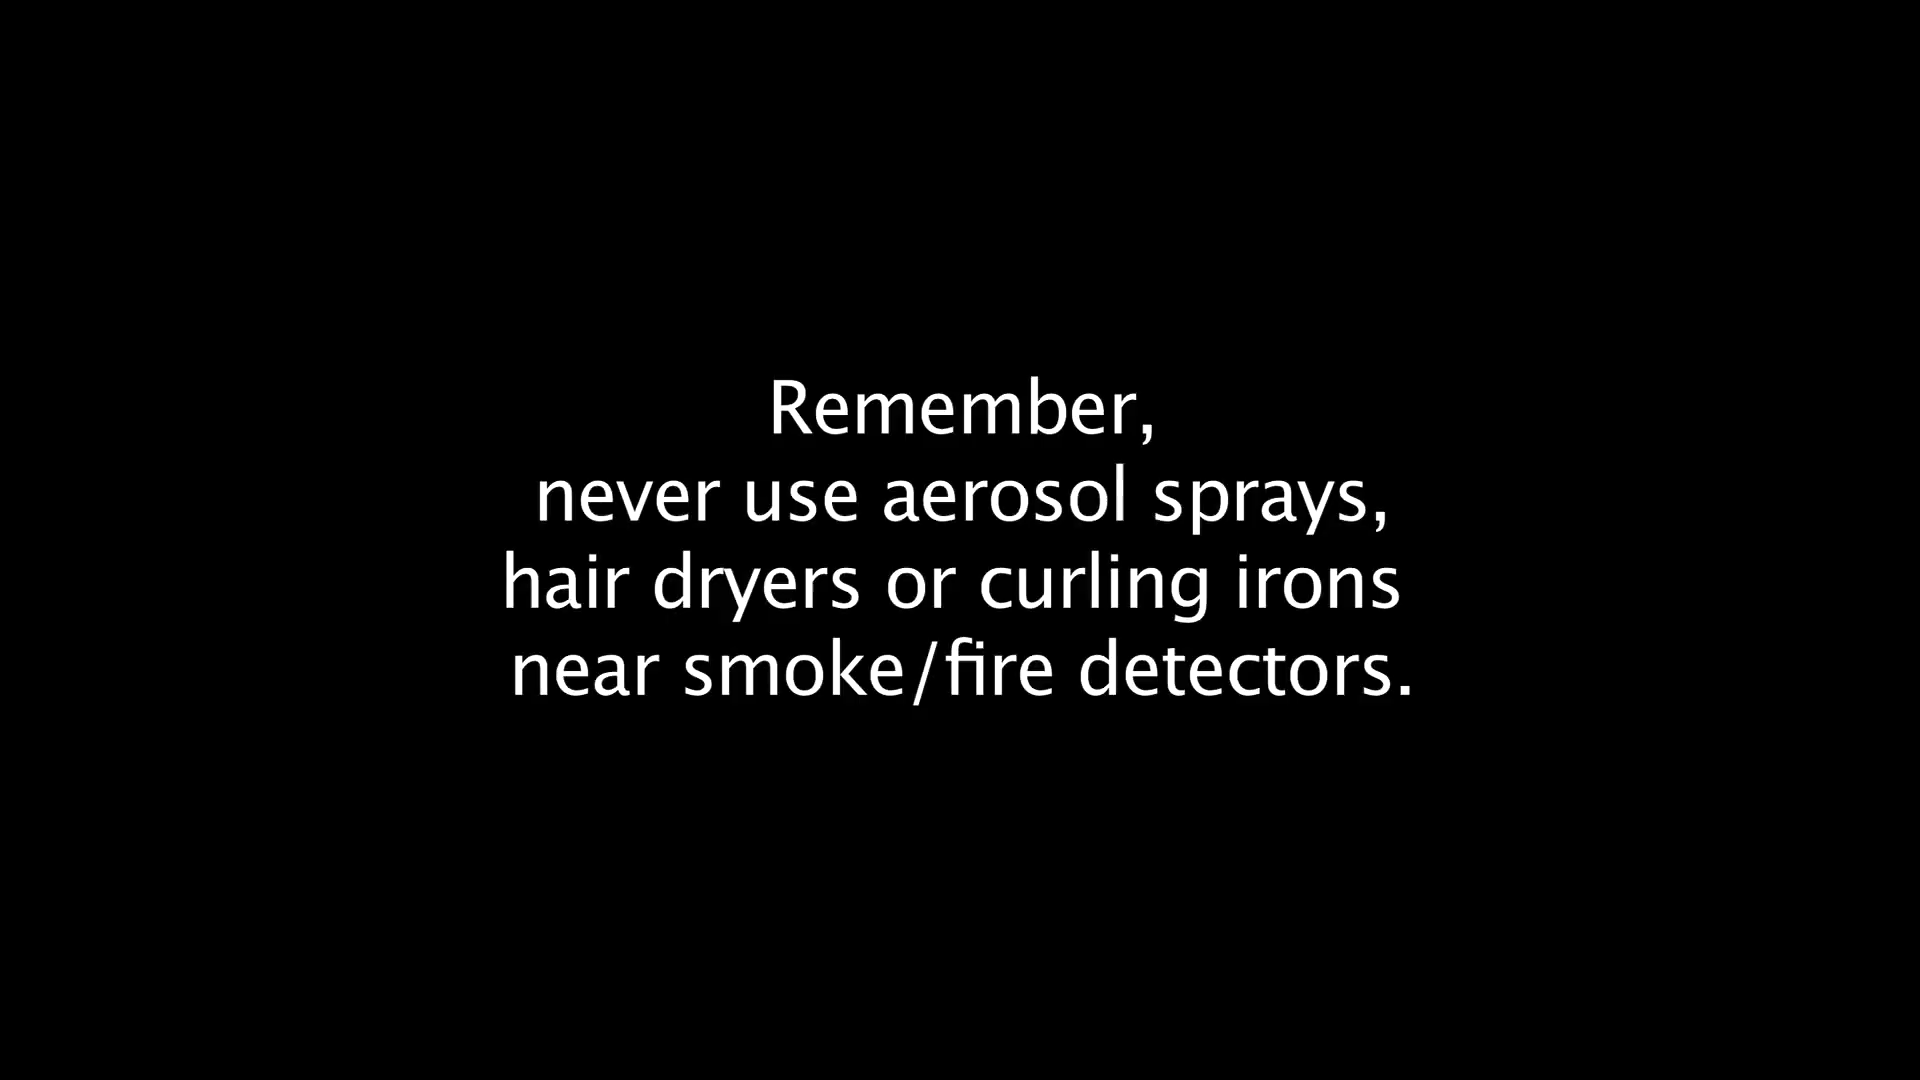 Remember,
never use aerosol sprays,
hair dryers or curling irons
near smoke/fire detectors.